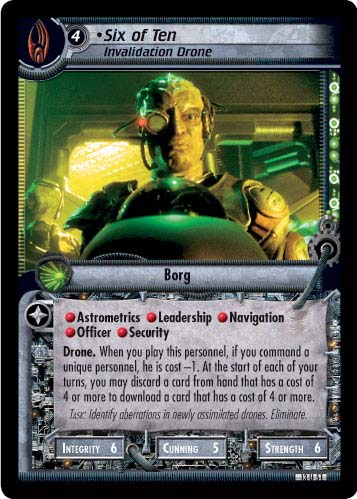 4
•Six of Ten
Invalidation Drone
Borg
Astrometrics Leadership Navigation
Officer Security
Drone. When you play this personnel, if you command a
unique personnel, he is cost –1. At the start of each of your
turns, you may discard a card from hand that has a cost of
4 or more to download a card that has a cost of 4 or more.
Task: Identify aberrations in newly assimilated drones. Eliminate.
Integrity 6 Cunning 5 Strength 6